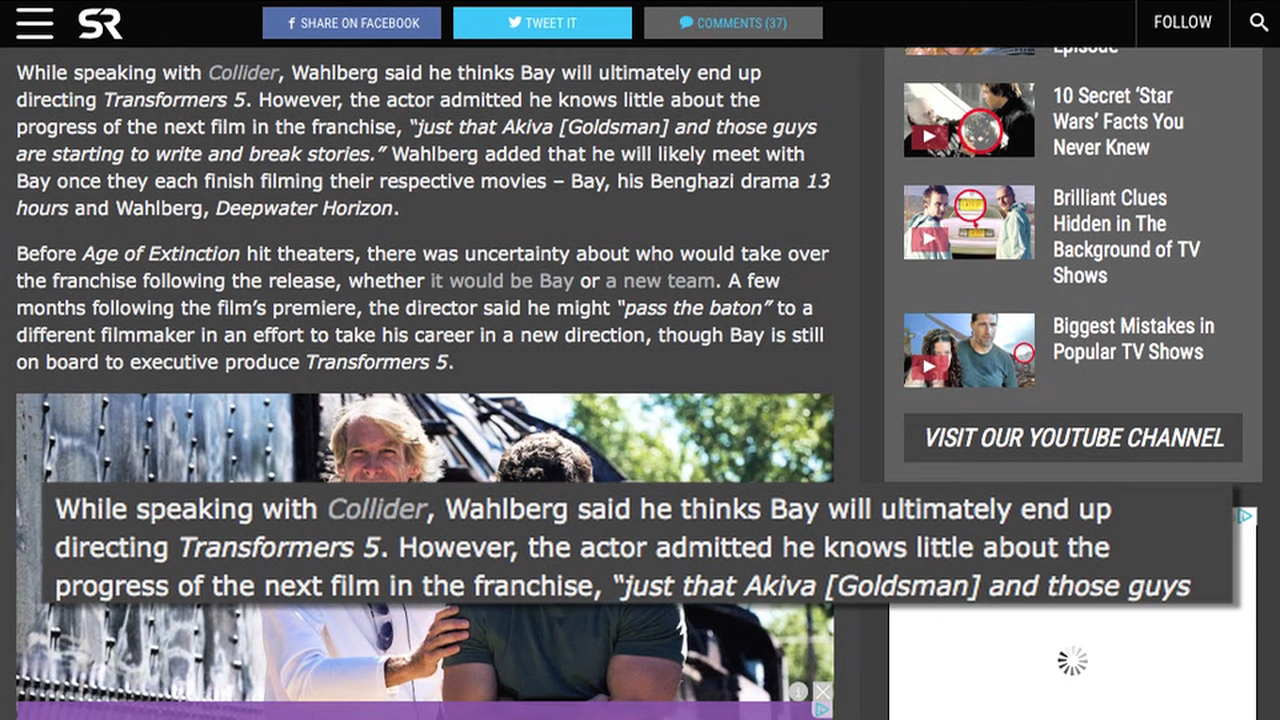 SR
SHARE ON FACEBOOK
TWEET IT
COMMENTS (37)
FOLLOW
While speaking with Collider, Wahlberg said he thinks Bay will ultimately end up
directing Transformers 5. However, the actor admitted he knows little about the
progress of the next film in the franchise, “just that Akiva [Goldsman] and those guys
are starting to write and break stories.” Wahlberg added that he will likely meet with
Bay once they each finish filming their respective movies – Bay, his Benghazi drama 13
hours and Wahlberg, Deepwater Horizon.
Before Age of Extinction hit theaters, there was uncertainty about who would take over
the franchise following the release, whether it would be Bay or a new team. A few
months following the film’s premiere, the director said he might “pass the baton” to a
different filmmaker in an effort to take his career in a new direction, though Bay is still
on board to executive produce Transformers 5.
While speaking with Collider, Wahlberg said he thinks Bay will ultimately end up
directing Transformers 5. However, the actor admitted he knows little about the
progress of the next film in the franchise, “just that Akiva [Goldsman] and those guys
Episode
10 Secret ‘Star
Wars’ Facts You
Never Knew
Brilliant Clues
Hidden in The
Background of TV
Shows
Biggest Mistakes in
Popular TV Shows
VISIT OUR YOUTUBE CHANNEL